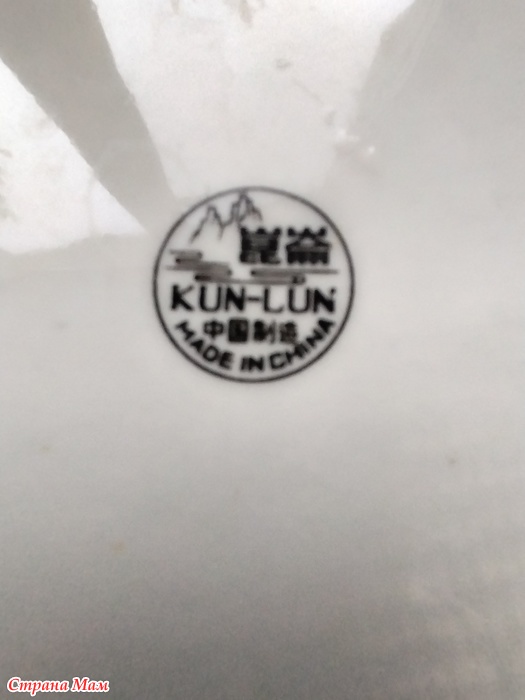 崑崙
KUN-LUN
中国制造
MADE IN CHINA
Страна Мам